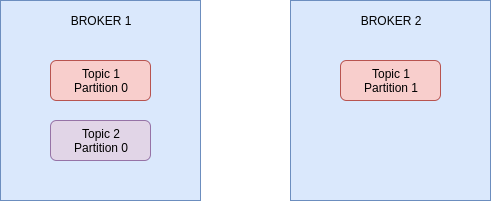 BROKER 1
Topic 1
Partition 0
Topic 2
Partition 0
BROKER 2
Topic 1
Partition 1